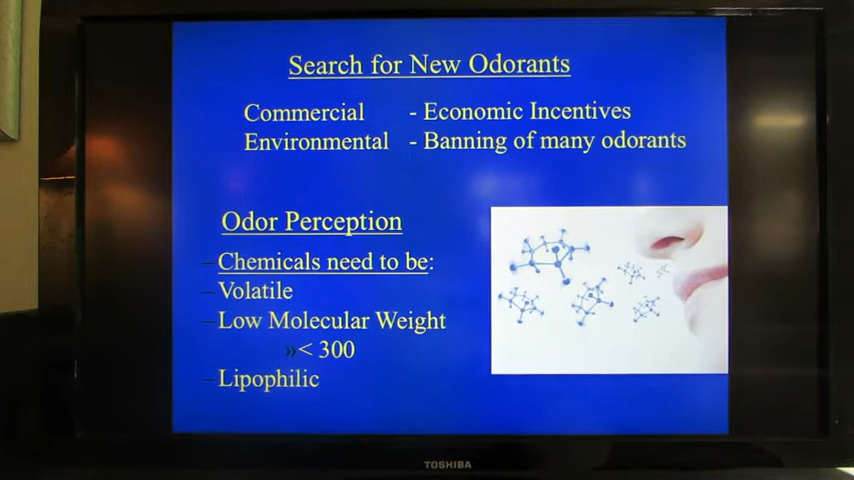 Search for New Odorants
Commercial - Economic Incentives
Environmental - Banning of many odorants
Odor Perception
– Chemicals need to be:
– Volatile
– Low Molecular Weight
» < 300
– Lipophilic
TOSHIBA